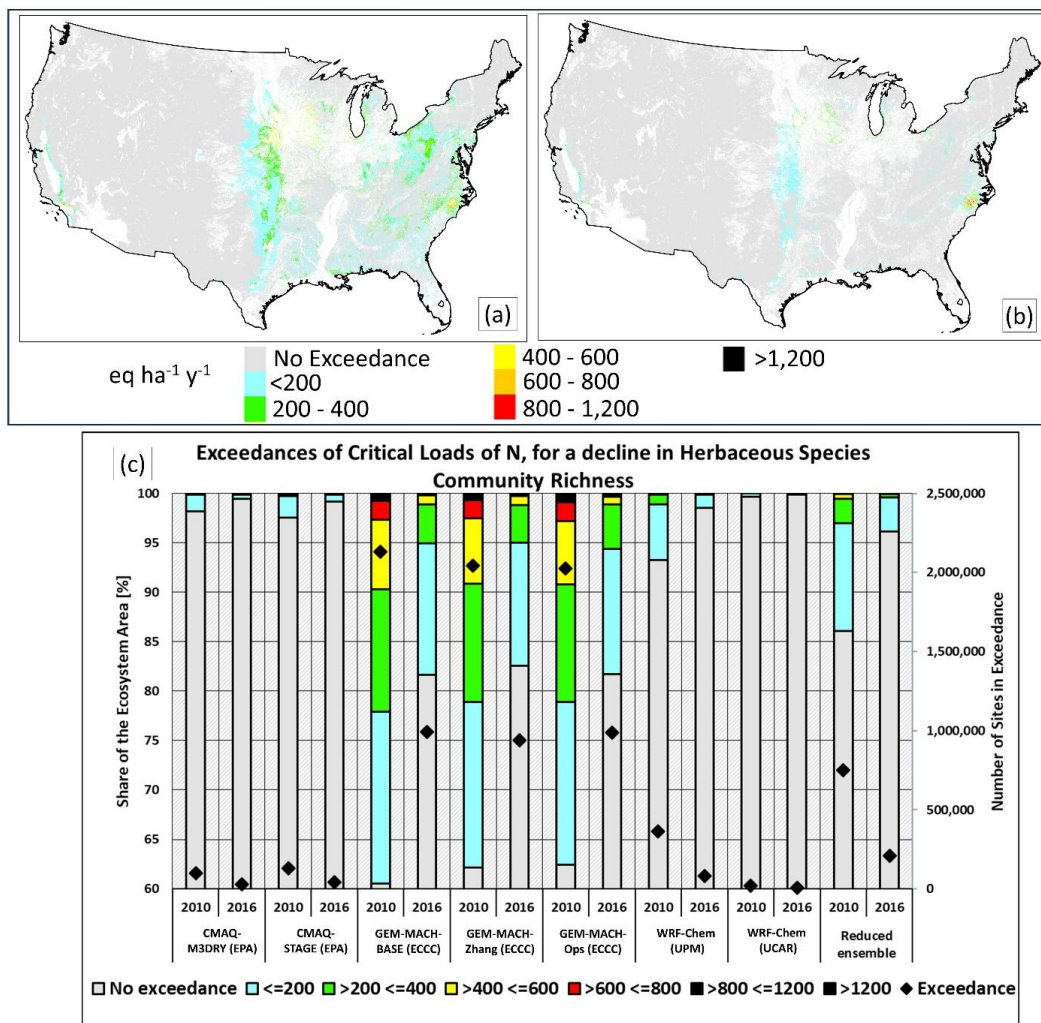 (a)
(b)
eq ha⁻¹ y⁻¹
No Exceedance
<200
200 - 400
400 - 600
600 - 800
800 - 1,200
>1,200
(c)
Exceedances of Critical Loads of N, for a decline in Herbaceous Species
Community Richness
Share of the Ecosystem Area [%]
100
95
90
85
80
75
70
65
60
2,500,000
2,000,000
1,500,000
1,000,000
500,000
0
Number of Sites in Exceedance
2010 2016 2010 2016 2010 2016 2010 2016 2010 2016 2010 2016 2010 2016 2010 2016
CMAQ-
M3DRY (EPA)
CMAQ-
STAGE (EPA)
GEM-MACH-
BASE (ECCC)
GEM-MACH-
Zhang (ECCC)
GEM-MACH-
Ops (ECCC)
WRF-Chem
(UPM)
WRF-Chem
(UCAR)
Reduced
ensemble
No exceedance <=200 >200 <=400 >400 <=600 >600 <=800 >800 <=1200 >1200 Exceedance